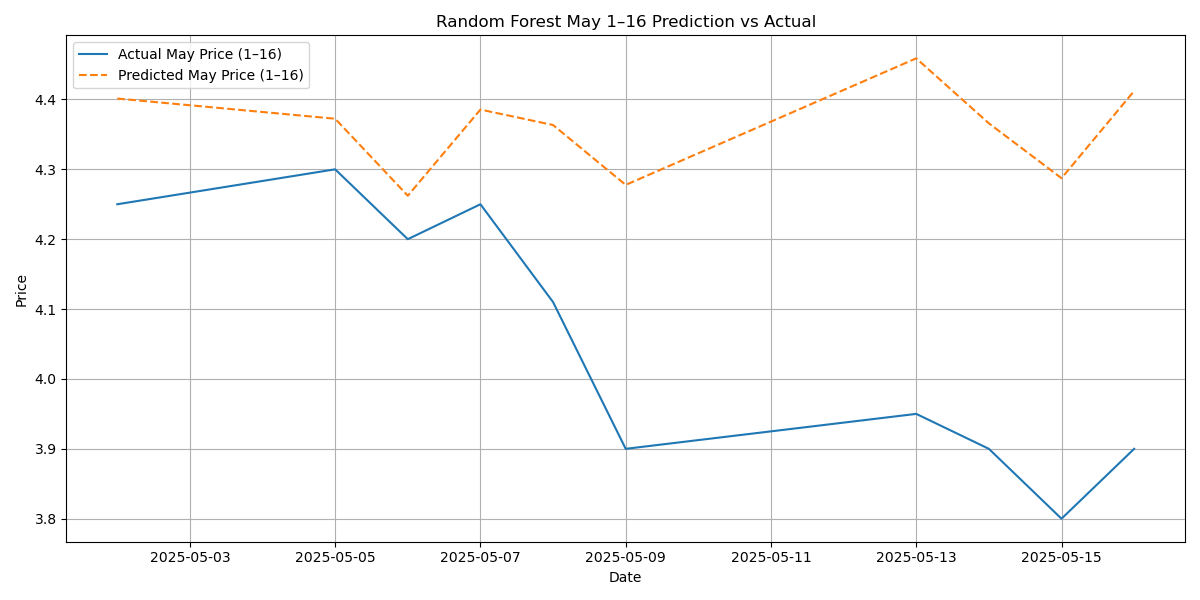 Random Forest May 1–16 Prediction vs Actual
Actual May Price (1–16)
Predicted May Price (1–16)
Price
4.4
4.3
4.2
4.1
4.0
3.9
3.8
2025-05-03
2025-05-05
2025-05-07
2025-05-09
2025-05-11
2025-05-13
2025-05-15
Date